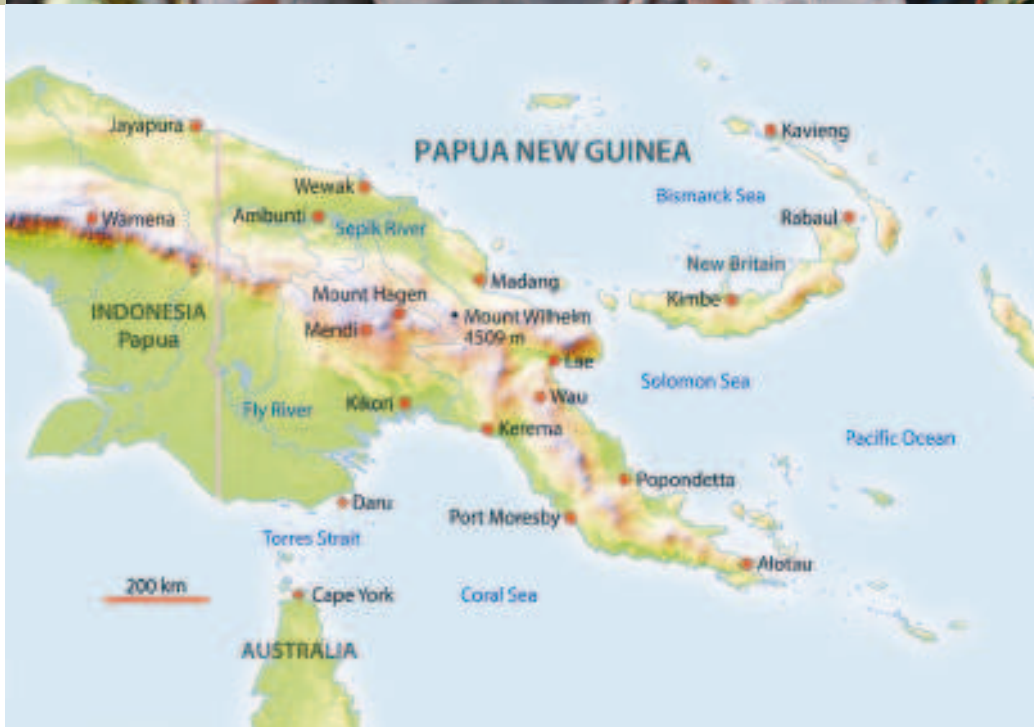 Jayapura
PAPUA NEW GUINEA
Kavieng
Wewak
Bismarck Sea
Wamena
Ambunti
Sepik River
Rabaul
New Britain
Madang
Mount Hagen
Kimbe
INDONESIA
Papua
Mount Wilhelm
4509 m
Mendi
Lae
Solomon Sea
Wau
Fly River
Kikori
Kerema
Pacific Ocean
Popondetta
Daru
Port Moresby
Torres Strait
Alotau
200 km
Cape York
Coral Sea
AUSTRALIA